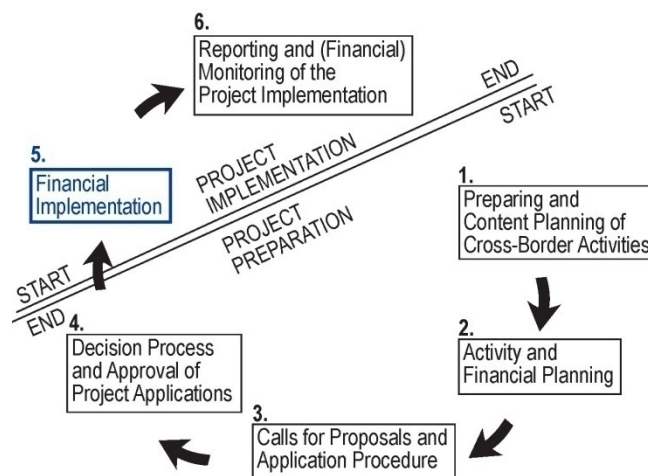 6.
Reporting and (Financial)
Monitoring of the
Project Implementation
END
START
5.
Financial
Implementation
PROJECT
IMPLEMENTATION
PROJECT
PREPARATION
1.
Preparing and
Content Planning of
Cross-Border Activities
START
END
4.
Decision Process
and Approval of
Project Applications
2.
Activity and
Financial Planning
3.
Calls for Proposals and
Application Procedure